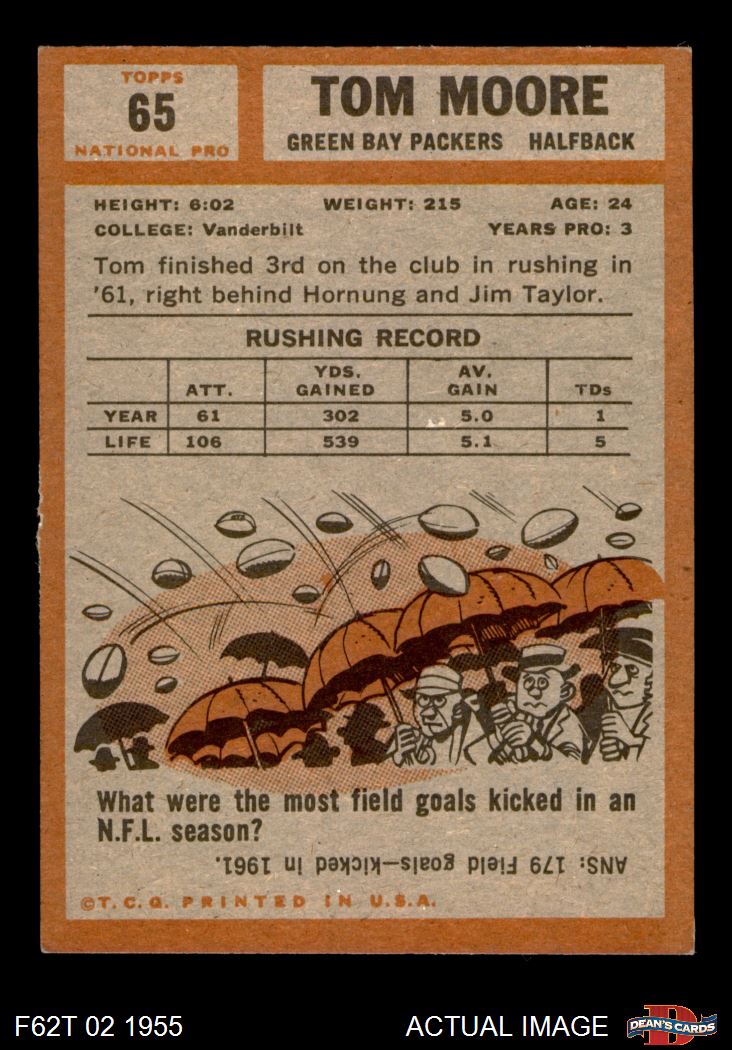 TOPPS
65
NATIONAL PRO
TOM MOORE
GREEN BAY PACKERS HALFBACK
HEIGHT: 6:02 WEIGHT: 215 AGE: 24
COLLEGE: Vanderbilt YEARS PRO: 3
Tom finished 3rd on the club in rushing in
'61, right behind Hornung and Jim Taylor.
RUSHING RECORD
ATT. YDS. GAINED AV. GAIN TDs
YEAR 61 302 5.0 1
LIFE 106 539 5.1 5
What were the most field goals kicked in an
N.F.L. season?
ANS: 179 Field goals—kicked in 1961.
©T.C.G. PRINTED IN U.S.A.
F62T 02 1955 ACTUAL IMAGE
D
DEAN'S CARDS